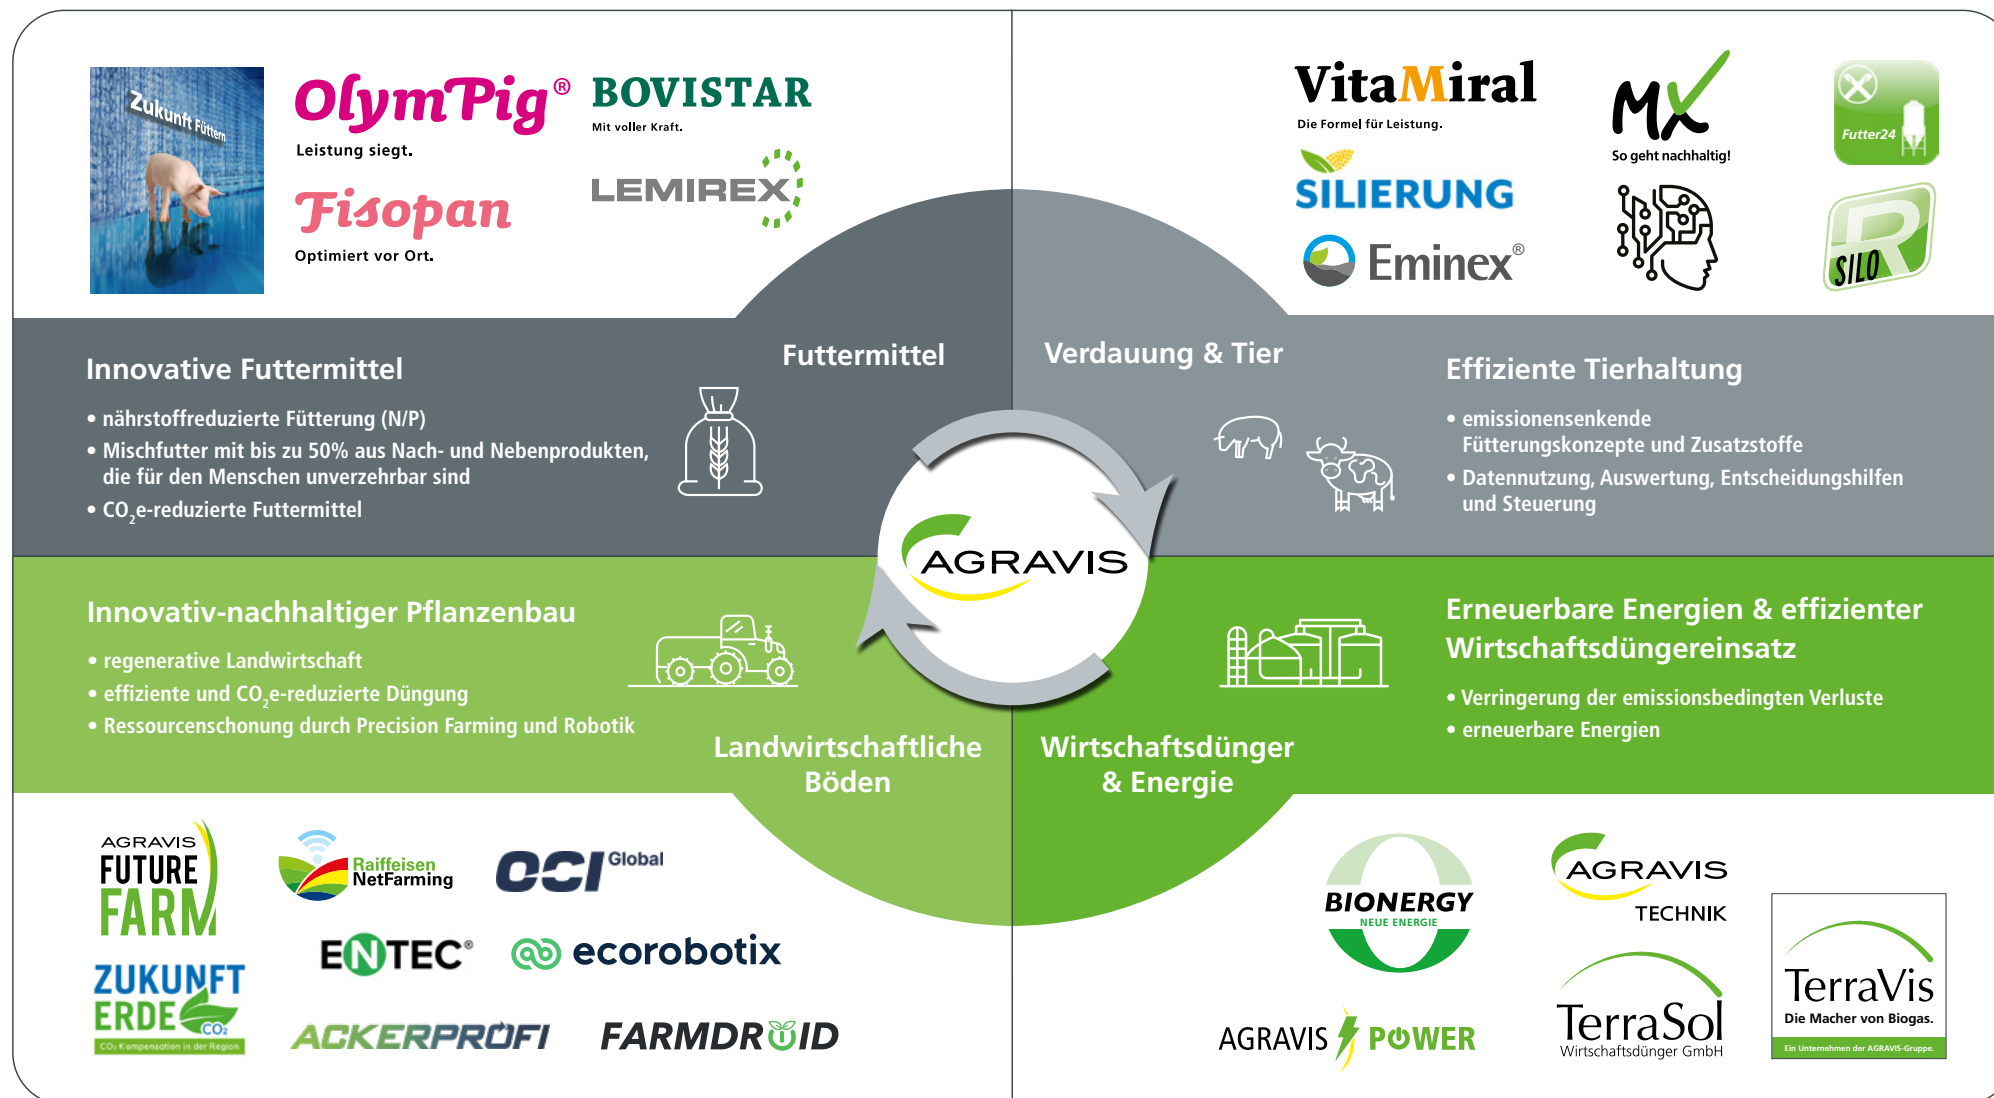 Zukunft Füttern
OlymPig®
Leistung siegt.
Fisopan
Optimiert vor Ort.
BOVISTAR
Mit voller Kraft.
LEMIREX
VitaMiral
Die Formel für Leistung.
SILIERUNG
Eminex®
MX
So geht nachhaltig!
Futter24
R
SILO
Futtermittel
Innovative Futtermittel
• nährstoffreduzierte Fütterung (N/P)
• Mischfutter mit bis zu 50% aus Nach- und Nebenprodukten,
die für den Menschen unverzehrbar sind
• CO₂e-reduzierte Futtermittel
Verdauung & Tier
Effiziente Tierhaltung
• emissionensenkende
Fütterungskonzepte und Zusatzstoffe
• Datennutzung, Auswertung, Entscheidungshilfen
und Steuerung
AGRAVIS
Innovativ-nachhaltiger Pflanzenbau
• regenerative Landwirtschaft
• effiziente und CO₂e-reduzierte Düngung
• Ressourcenschonung durch Precision Farming und Robotik
Landwirtschaftliche
Böden
Erneuerbare Energien & effizienter
Wirtschaftsdüngereinsatz
• Verringerung der emissionsbedingten Verluste
• erneuerbare Energien
Wirtschaftsdünger
& Energie
AGRAVIS
FUTURE
FARM
Raiffeisen
NetFarming
OCI Global
ZUKUNFT
ERDE
CO₂
CO₂ Kompensation in der Region
ENTEC®
ecorobotix
ACKERPROFI
FARMDROID
BIONERGY
NEUE ENERGIE
AGRAVIS
TECHNIK
AGRAVIS POWER
TerraSol
Wirtschaftsdünger GmbH
TerraVis
Die Macher von Biogas.
Ein Unternehmen der AGRAVIS-Gruppe.